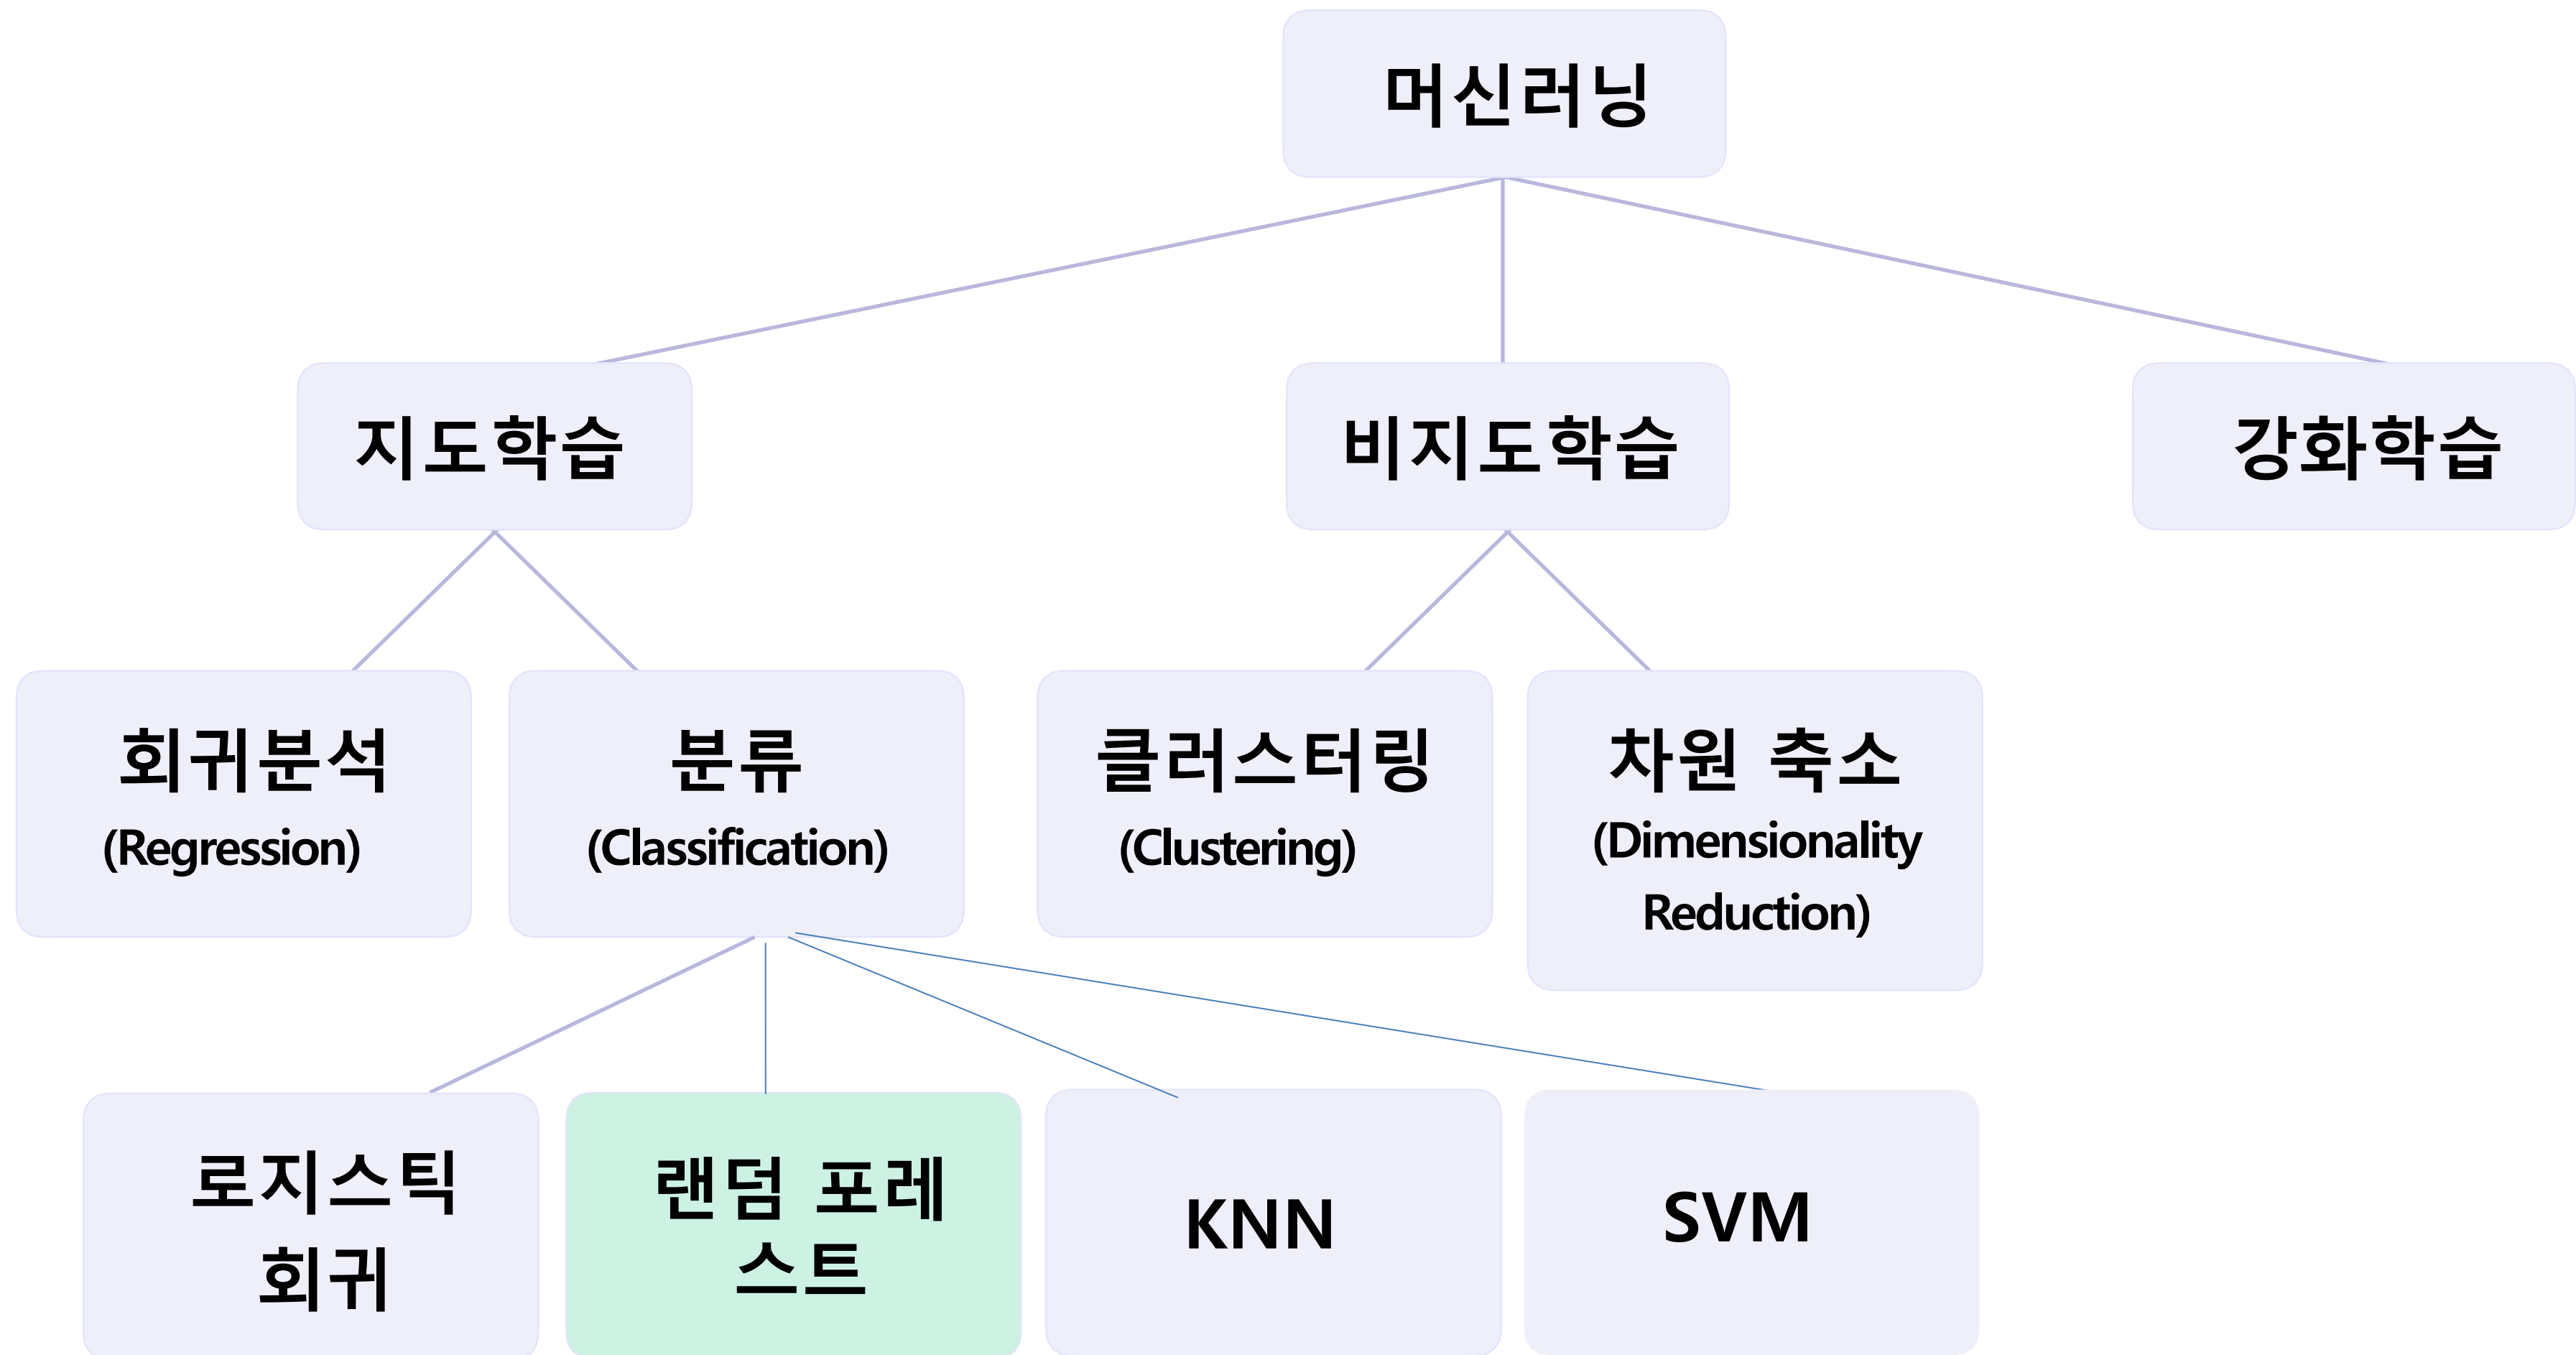 머신러닝
지도학습
비지도학습
강화학습
회귀분석
(Regression)
분류
(Classification)
클러스터링
(Clustering)
차원 축소
(Dimensionality
Reduction)
로지스틱
회귀
랜덤 포레
스트
KNN
SVM